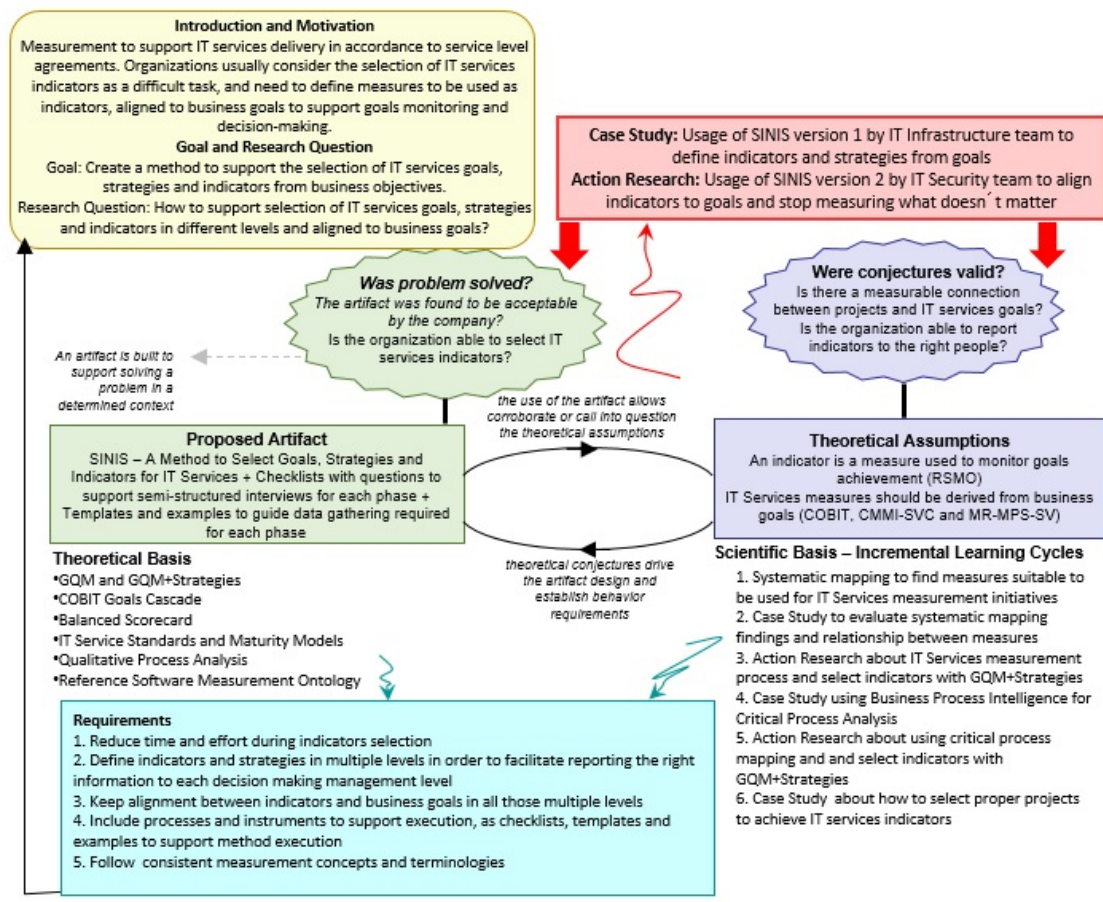 Introduction and Motivation
Measurement to support IT services delivery in accordance to service level
agreements. Organizations usually consider the selection of IT services
indicators as a difficult task, and need to define measures to be used as
indicators, aligned to business goals to support goals monitoring and
decision-making.
Goal and Research Question
Goal: Create a method to support the selection of IT services goals,
strategies and indicators from business objectives.
Research Question: How to support selection of IT services goals, strategies
and indicators in different levels and aligned to business goals?
Case Study: Usage of SINIS version 1 by IT Infrastructure team to
define indicators and strategies from goals
Action Research: Usage of SINIS version 2 by IT Security team to align
indicators to goals and stop measuring what doesn´t matter
Was problem solved?
The artifact was found to be acceptable
by the company?
Is the organization able to select IT
services indicators?
Were conjectures valid?
Is there a measurable connection
between projects and IT services goals?
Is the organization able to report
indicators to the right people?
An artifact is built to
support solving a
problem in a
determined context
the use of the artifact allows
corroborate or call into question
the theoretical assumptions
Proposed Artifact
SINIS – A Method to Select Goals, Strategies and
Indicators for IT Services + Checklists with questions to
support semi-structured interviews for each phase +
Templates and examples to guide data gathering required
for each phase
Theoretical Assumptions
An indicator is a measure used to monitor goals
achievement (RSMO)
IT Services measures should be derived from business
goals (COBIT, CMMI-SVC and MR-MPS-SV)
theoretical conjectures drive
the artifact design and
establish behavior
requirements
Theoretical Basis
•GQM and GQM+Strategies
•COBIT Goals Cascade
•Balanced Scorecard
•IT Service Standards and Maturity Models
•Qualitative Process Analysis
•Reference Software Measurement Ontology
Scientific Basis – Incremental Learning Cycles
1. Systematic mapping to find measures suitable to
be used for IT Services measurement initiatives
2. Case Study to evaluate systematic mapping
findings and relationship between measures
3. Action Research about IT Services measurement
process and select indicators with GQM+Strategies
4. Case Study using Business Process Intelligence for
Critical Process Analysis
5. Action Research about using critical process
mapping and and select indicators with
GQM+Strategies
6. Case Study about how to select proper projects
to achieve IT services indicators
Requirements
1. Reduce time and effort during indicators selection
2. Define indicators and strategies in multiple levels in order to facilitate reporting the right
information to each decision making management level
3. Keep alignment between indicators and business goals in all those multiple levels
4. Include processes and instruments to support execution, as checklists, templates and
examples to support method execution
5. Follow consistent measurement concepts and terminologies